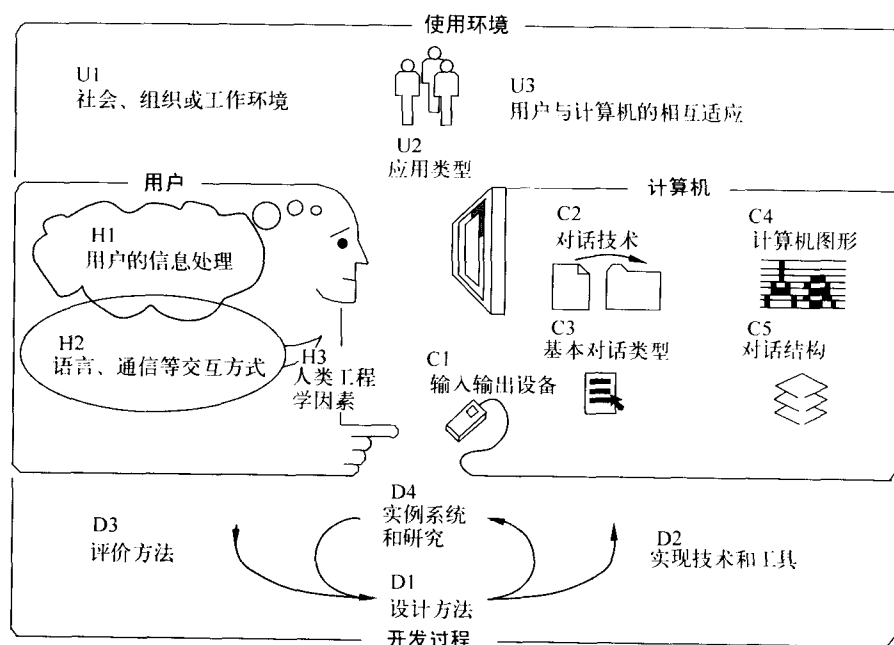 使用环境
U1
社会、组织或工作环境
U2
应用类型
U3
用户与计算机的相互适应
用户
H1
用户的信息处理
H2
语言、通信等交互方式
H3
人类工程
学因素
计算机
C1
输入输出设备
C2
对话技术
C3
基本对话类型
C4
计算机图形
C5
对话结构
D3
评价方法
D4
实例系统
和研究
D1
设计方法
D2
实现技术和工具
开发过程